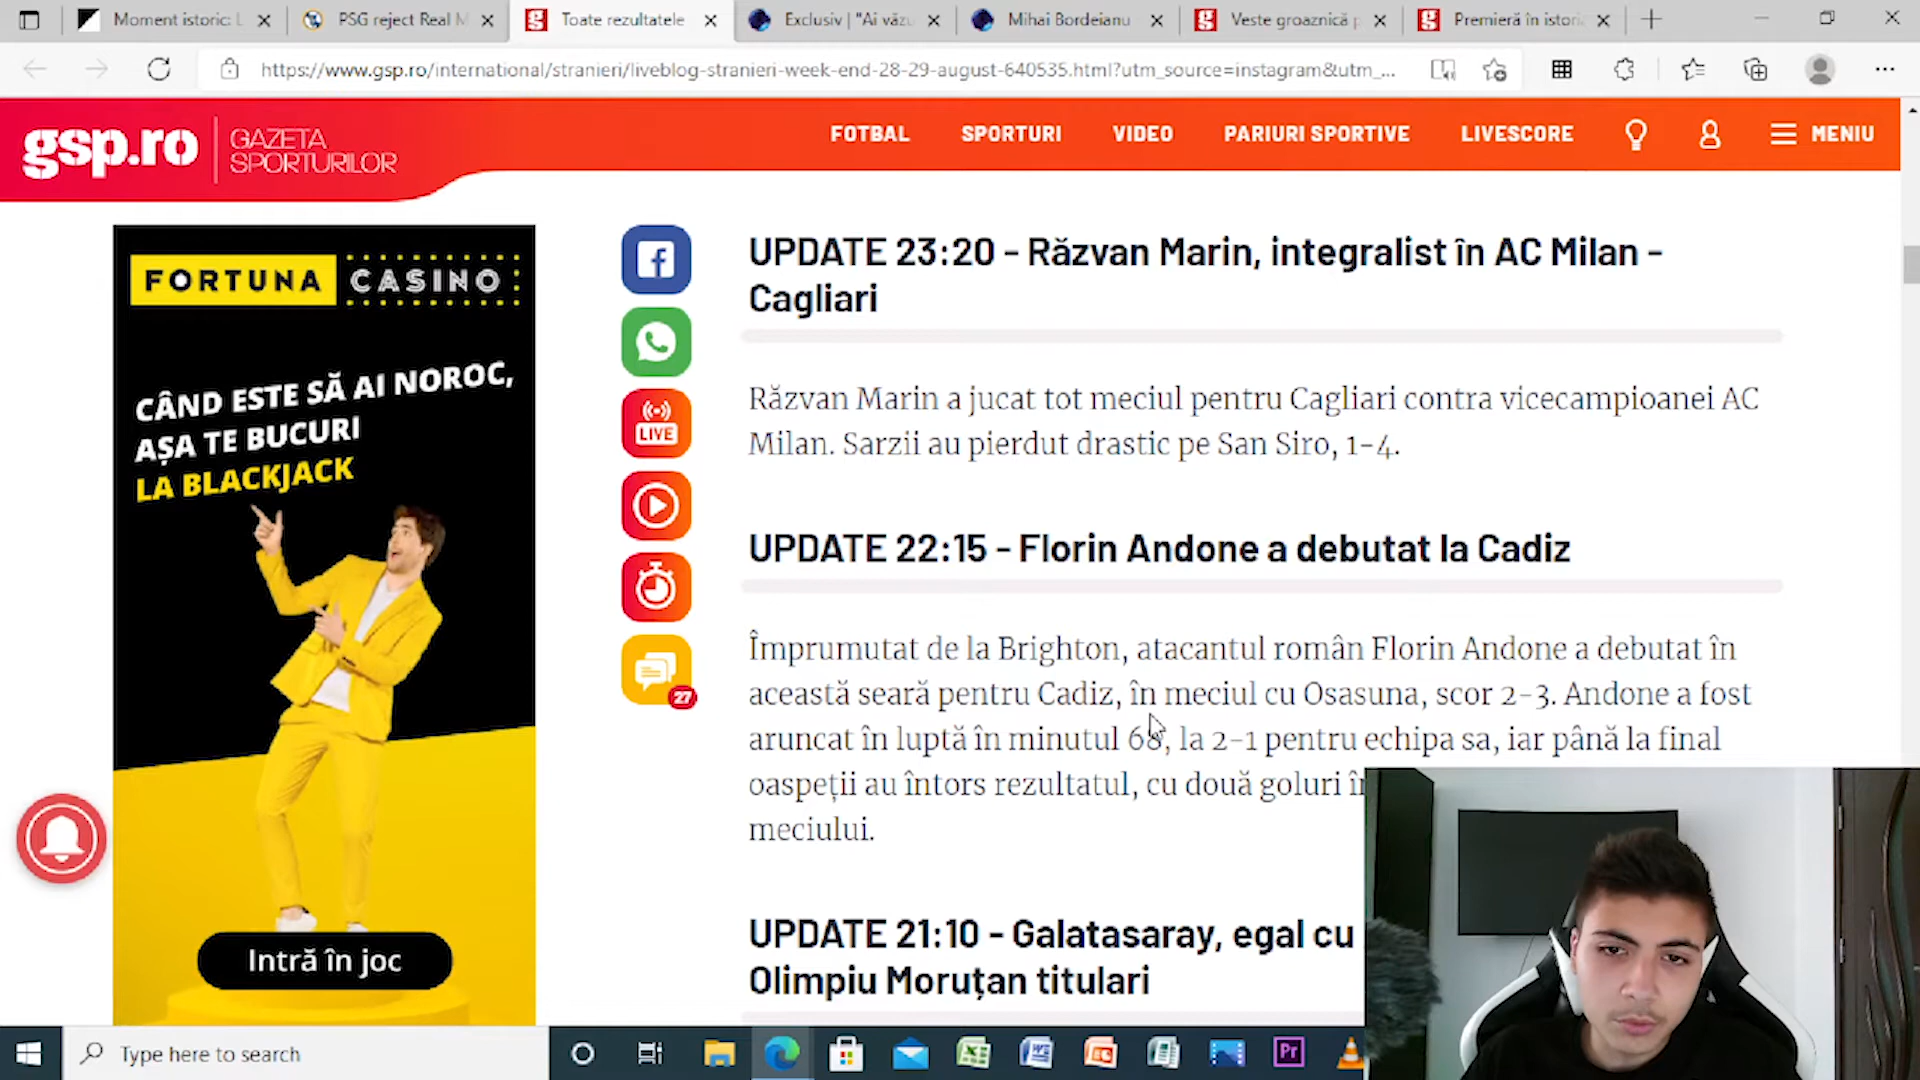 Moment istoric: L
PSG reject Real M
Toate rezultatele
Exclusiv | "Ai văzu
Mihai Bordeianu
Veste groaznică p
Premieră în istori
https://www.gsp.ro/international/stranieri/liveblog-stranieri-week-end-28-29-august-640535.html?utm_source=instagram&utm_...
gsp.ro
GAZETA
SPORTURILOR
FOTBAL
SPORTURI
VIDEO
PARIURI SPORTIVE
LIVESCORE
MENIU
FORTUNA CASINO
CÂND ESTE SĂ AI NOROC,
AȘA TE BUCURI
LA BLACKJACK
Intră în joc
LIVE
27
UPDATE 23:20 - Răzvan Marin, integralist în AC Milan -
Cagliari
Răzvan Marin a jucat tot meciul pentru Cagliari contra vicecampioanei AC
Milan. Sarzii au pierdut drastic pe San Siro, 1-4.
UPDATE 22:15 - Florin Andone a debutat la Cadiz
Împrumutat de la Brighton, atacantul român Florin Andone a debutat în
această seară pentru Cadiz, în meciul cu Osasuna, scor 2-3. Andone a fost
aruncat în luptă în minutul 68, la 2-1 pentru echipa sa, iar până la final
oaspeții au întors rezultatul, cu două goluri
meciului.
UPDATE 21:10 - Galatasaray, egal cu
Olimpiu Moruțan titulari
Type here to search
Pr